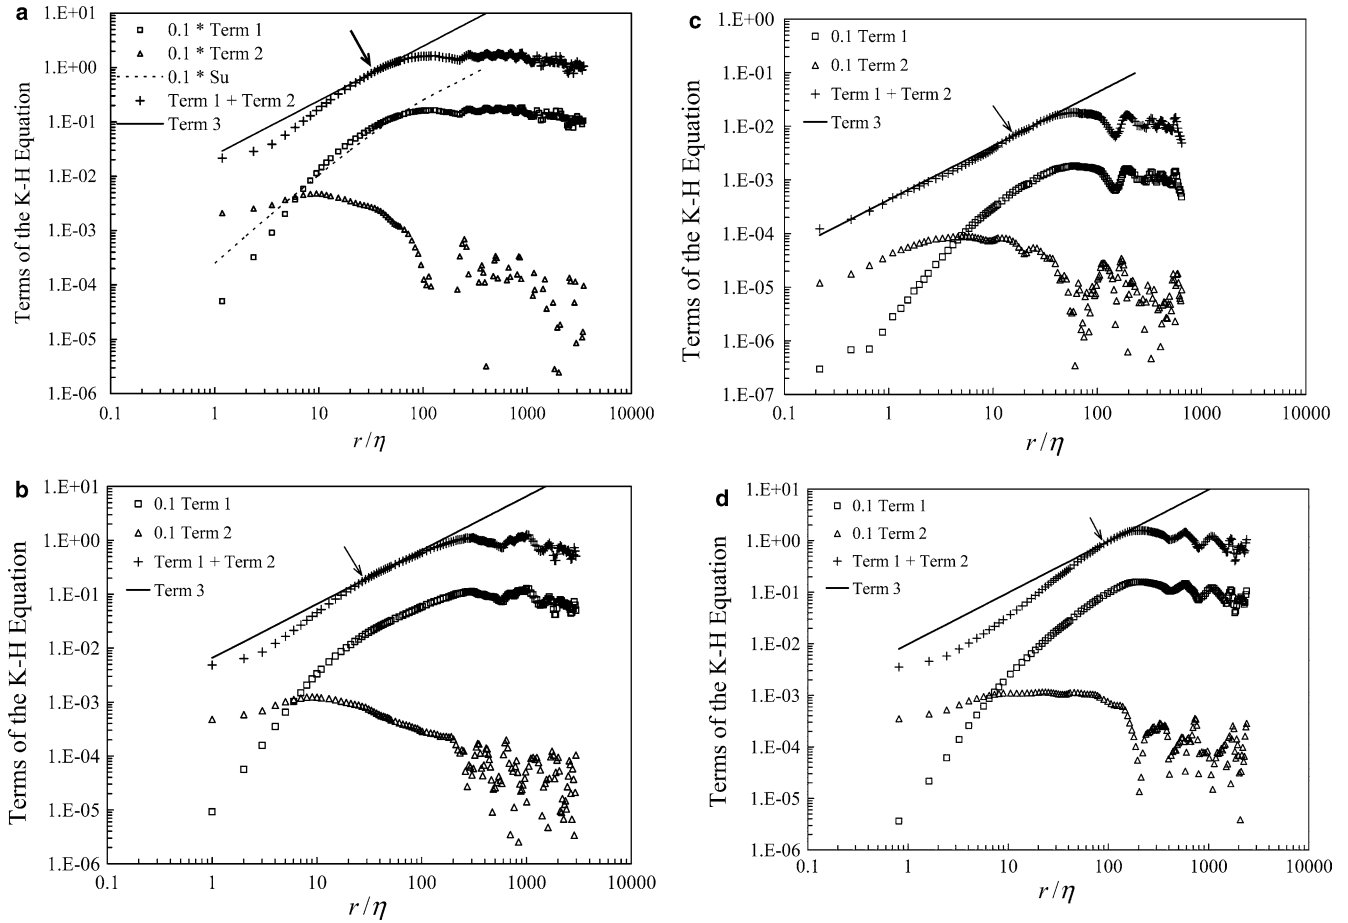 a
1.E+01
1.E+00
1.E-01
1.E-02
1.E-03
1.E-04
1.E-05
1.E-06
Terms of the K-H Equation
0.1 * Term 1
0.1 * Term 2
0.1 * Su
Term 1 + Term 2
Term 3
0.1 1 10 100 1000 10000
r/η
c
1.E+00
1.E-01
1.E-02
1.E-03
1.E-04
1.E-05
1.E-06
1.E-07
Terms of the K-H Equation
0.1 Term 1
0.1 Term 2
Term 1 + Term 2
Term 3
0.1 1 10 100 1000 10000
r/η
b
1.E+01
1.E+00
1.E-01
1.E-02
1.E-03
1.E-04
1.E-05
1.E-06
Terms of the K-H Equation
0.1 Term 1
0.1 Term 2
Term 1 + Term 2
Term 3
0.1 1 10 100 1000 10000
r/η
d
1.E+01
1.E+00
1.E-01
1.E-02
1.E-03
1.E-04
1.E-05
1.E-06
Terms of the K-H Equation
0.1 Term 1
0.1 Term 2
Term 1 + Term 2
Term 3
0.1 1 10 100 1000 10000
r/η